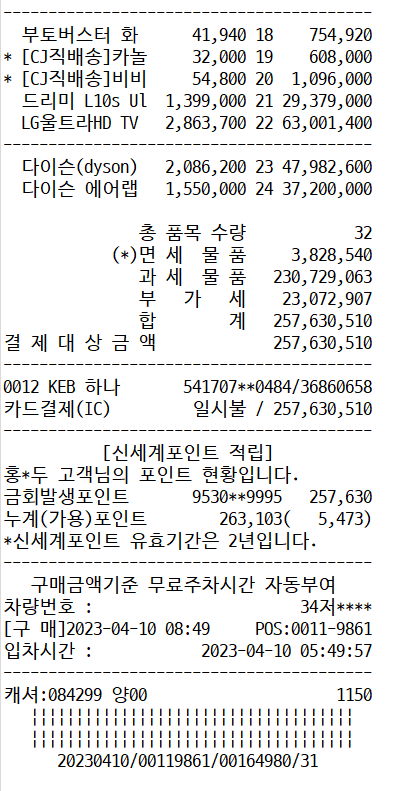 부토버스터 화 41,940 18 754,920
* [CJ직배송]카놀 32,000 19 608,000
* [CJ직배송]비비 54,800 20 1,096,000
드리미 L10s Ul 1,399,000 21 29,379,000
LG울트라HD TV 2,863,700 22 63,001,400
다이슨(dyson) 2,086,200 23 47,982,600
다이슨 에어랩 1,550,000 24 37,200,000
총 품목 수량 32
(*)면 세 물 품 3,828,540
과 세 물 품 230,729,063
부 가 세 23,072,907
합 계 257,630,510
결 제 대 상 금 액 257,630,510
0012 KEB 하나 541707**0484/36860658
카드결제(IC) 일시불 / 257,630,510
[신세계포인트 적립]
홍*두 고객님의 포인트 현황입니다.
금회발생포인트 9530**9995 257,630
누계(가용)포인트 263,103( 5,473)
*신세계포인트 유효기간은 2년입니다.
구매금액기준 무료주차시간 자동부여
차량번호 : 34저****
[구 매]2023-04-10 08:49 POS:0011-9861
입차시간 : 2023-04-10 05:49:57
캐셔:084299 양00 1150
20230410/00119861/00164980/31